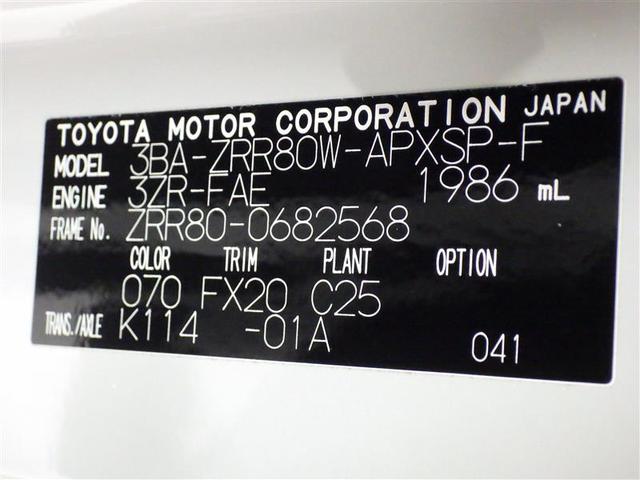 TOYOTA MOTOR CORPORATION JAPAN
MODEL 3BA-ZRR80W-APXSP-F
ENGINE 3ZR-FAE 1986 mL
FRAME No. ZRR80-0682568
COLOR TRIM PLANT OPTION
070 FX20 C25
TRANS./AXLE K114 -01A 041